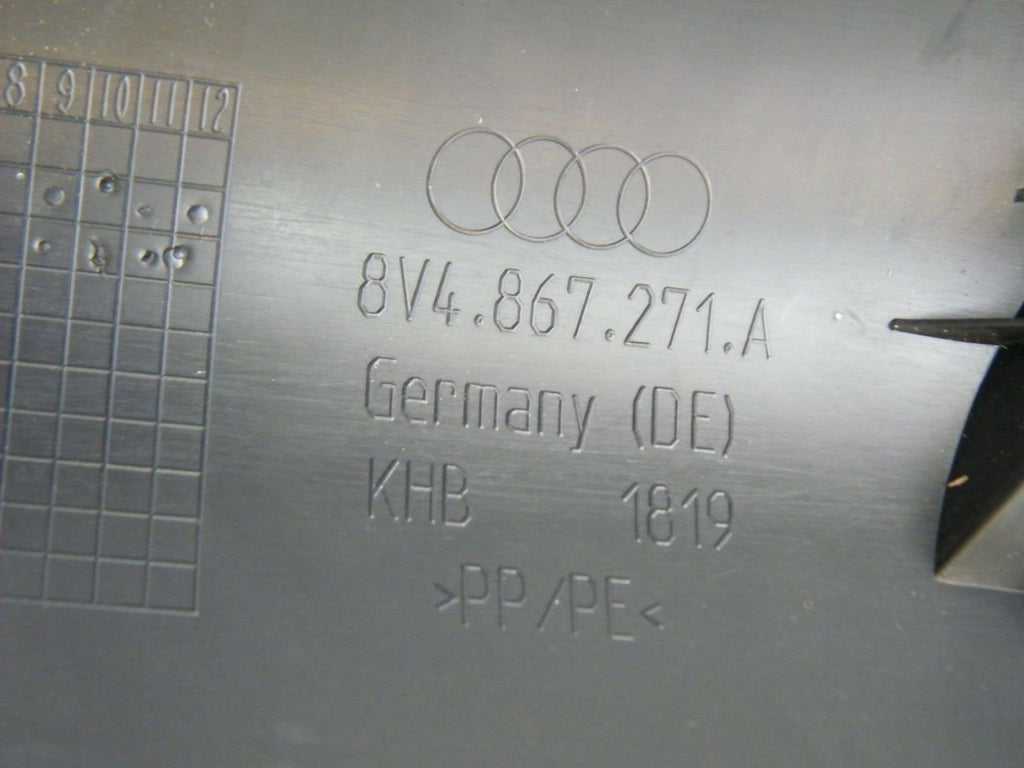 8 9 10 11 12
8V4.867.271.A
Germany (DE)
KHB 1819
>PP/PE<